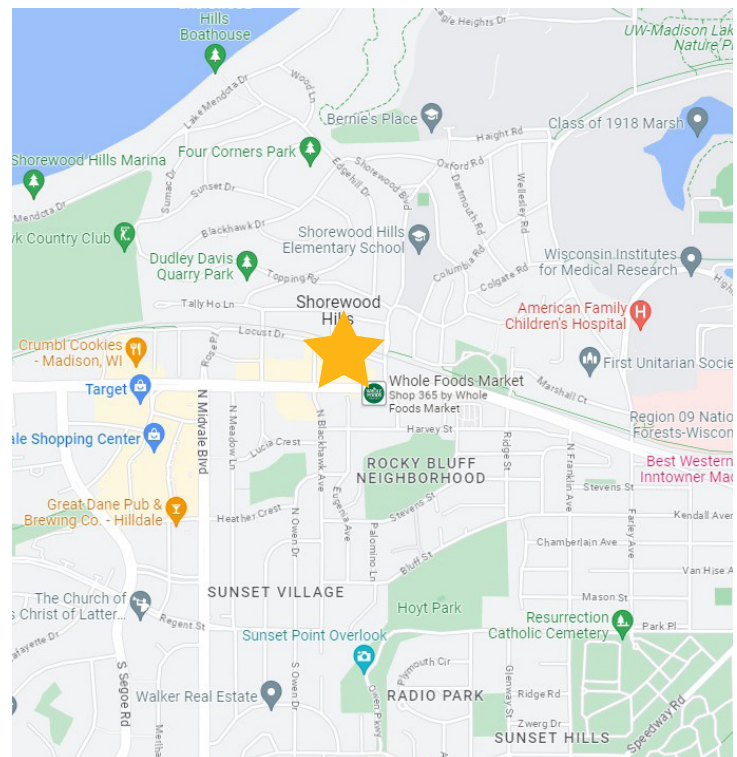 Hills
Boathouse
Eagle Heights Dr
UW-Madison Lak
Nature P
Wood Ln
Lake Mendota Dr
Bernie's Place
Class of 1918 Marsh
Haight Rd
Four Corners Park
Oxford Rd
Shorewood Hills Marina
Edgehill Dr
Shorewood Blvd
Sumac Dr
Sunset Dr
Dartmouth Rd
Wellesley Rd
Mendota Dr
Blackhawk Dr
Shorewood Hills
Elementary School
wk Country Club
Dudley Davis
Quarry Park
Topping Rd
Columbia Rd
Colgate Rd
Wisconsin Institutes
for Medical Research
High
Tally Ho Ln
Shorewood
Hills
American Family
Children's Hospital
Locust Dr
Crumbl Cookies
- Madison, WI
Rose Pl
First Unitarian Socie
Marshall Ct
Target
Whole Foods Market
Shop 365 by Whole
Foods Market
N Midvale Blvd
N Meadow Ln
N Blackhawk Ave
Region 09 Natio
Forests-Wiscon
Harvey St
ale Shopping Center
Lucia Crest
Ridge St
N Franklin Ave
ROCKY BLUFF
NEIGHBORHOOD
Best Western
Inntowner Mad
Stevens St
Great Dane Pub &
Brewing Co. - Hilldale
Eugenia Ave
Stevens St
Farley Ave
Kendall Aven
Heather Crest
N Owen Dr
Palomino Ln
Chamberlain Ave
Bluff St
Van Hise A
SUNSET VILLAGE
The Church of
s Christ of Latter...
Hoyt Park
Mason St
Regent St
Resurrection
Catholic Cemetery
Park Pl
Sunset Point Overlook
afayette Dr
S Segoe Rd
Plymouth Cir
Glenway St
Walker Real Estate
S Owen Dr
Owen Pkwy
RADIO PARK
Ridge Rd
Speedway Rd
Zwerg Dr
SUNSET HILLS